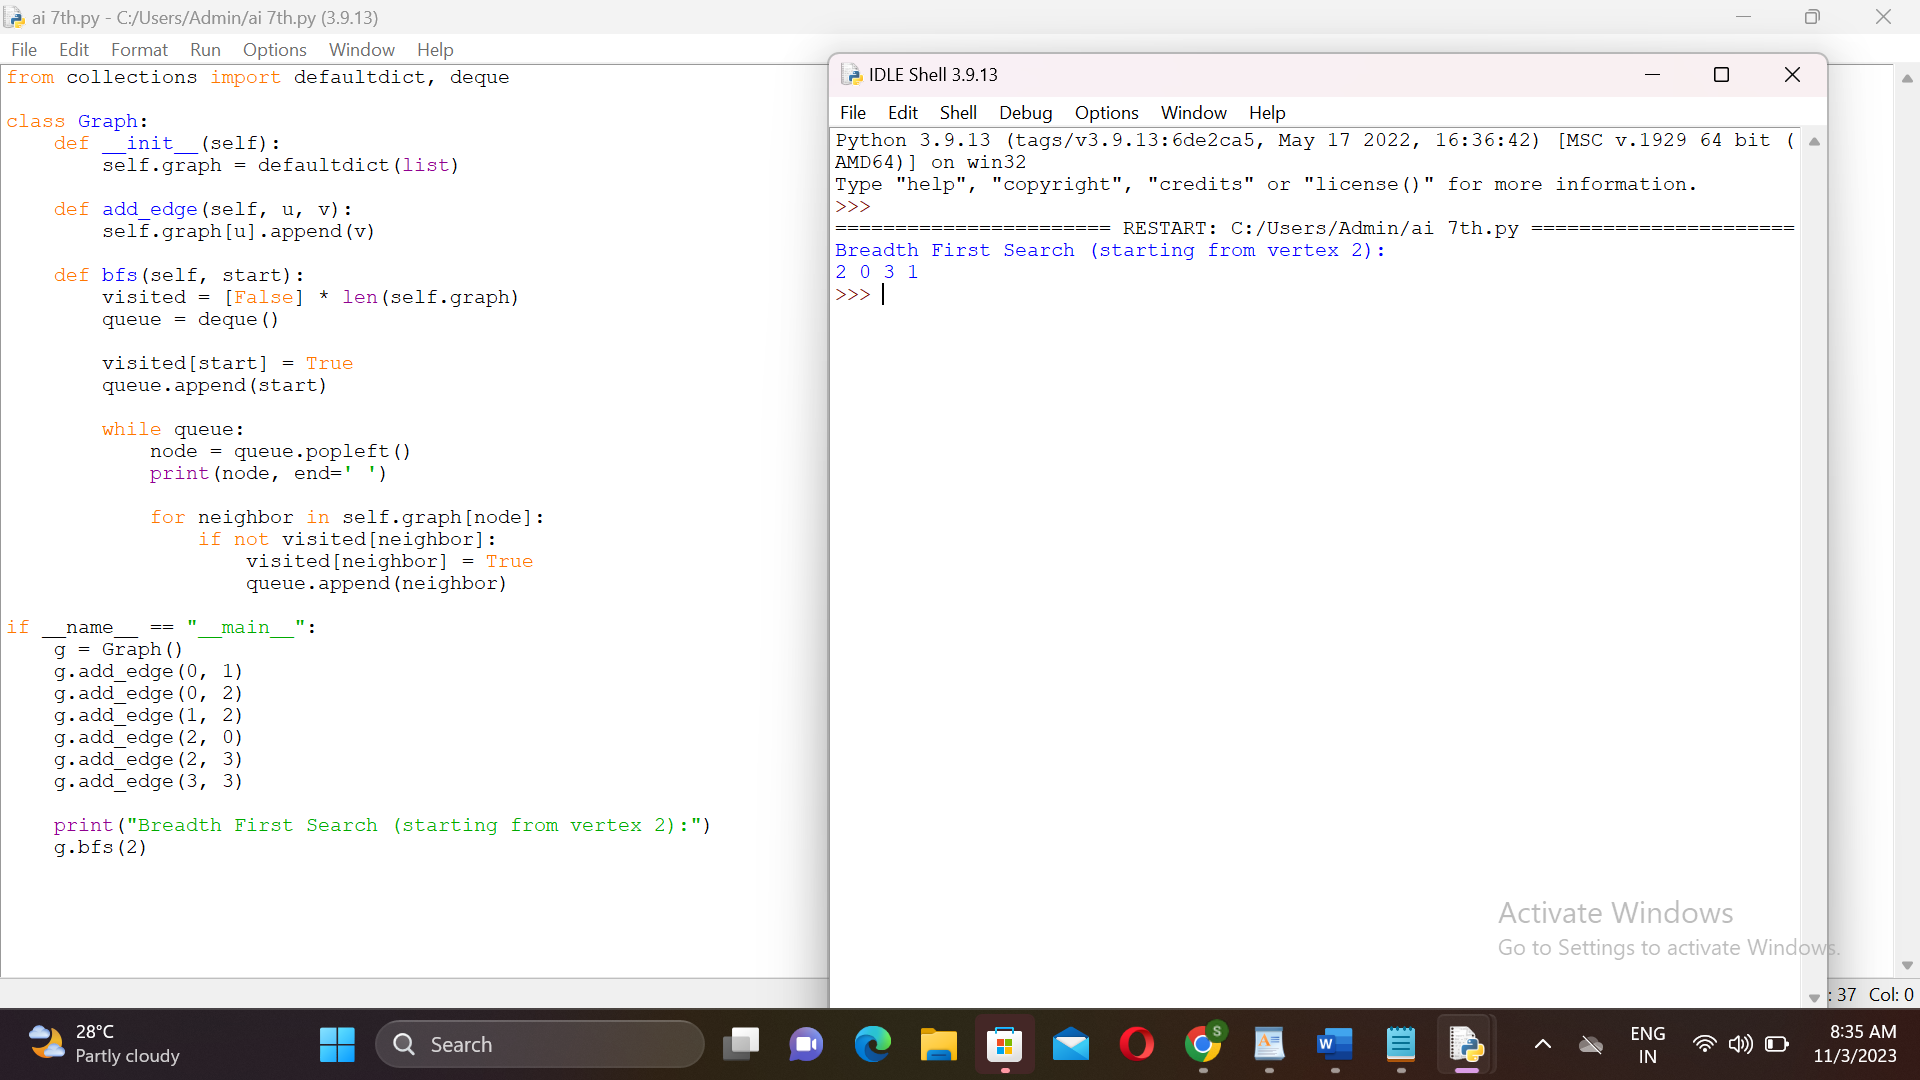 ai 7th.py - C:/Users/Admin/ai 7th.py (3.9.13)
File Edit Format Run Options Window Help
from collections import defaultdict, deque
class Graph:
    def __init__(self):
        self.graph = defaultdict(list)
    def add_edge(self, u, v):
        self.graph[u].append(v)
    def bfs(self, start):
        visited = [False] * len(self.graph)
        queue = deque()
        visited[start] = True
        queue.append(start)
        while queue:
            node = queue.popleft()
            print(node, end=' ')
            for neighbor in self.graph[node]:
                if not visited[neighbor]:
                    visited[neighbor] = True
                    queue.append(neighbor)
if __name__ == "__main__":
    g = Graph()
    g.add_edge(0, 1)
    g.add_edge(0, 2)
    g.add_edge(1, 2)
    g.add_edge(2, 0)
    g.add_edge(2, 3)
    g.add_edge(3, 3)
    print("Breadth First Search (starting from vertex 2):")
    g.bfs(2)
IDLE Shell 3.9.13
File Edit Shell Debug Options Window Help
Python 3.9.13 (tags/v3.9.13:6de2ca5, May 17 2022, 16:36:42) [MSC v.1929 64 bit (
AMD64)] on win32
Type "help", "copyright", "credits" or "license()" for more information.
>>>
======================= RESTART: C:/Users/Admin/ai 7th.py ======================
Breadth First Search (starting from vertex 2):
2 0 3 1
>>>
Activate Windows
Go to Settings to activate Windows.
: 37 Col: 0
28°C
Partly cloudy
Search
S
W
ENG
IN
8:35 AM
11/3/2023